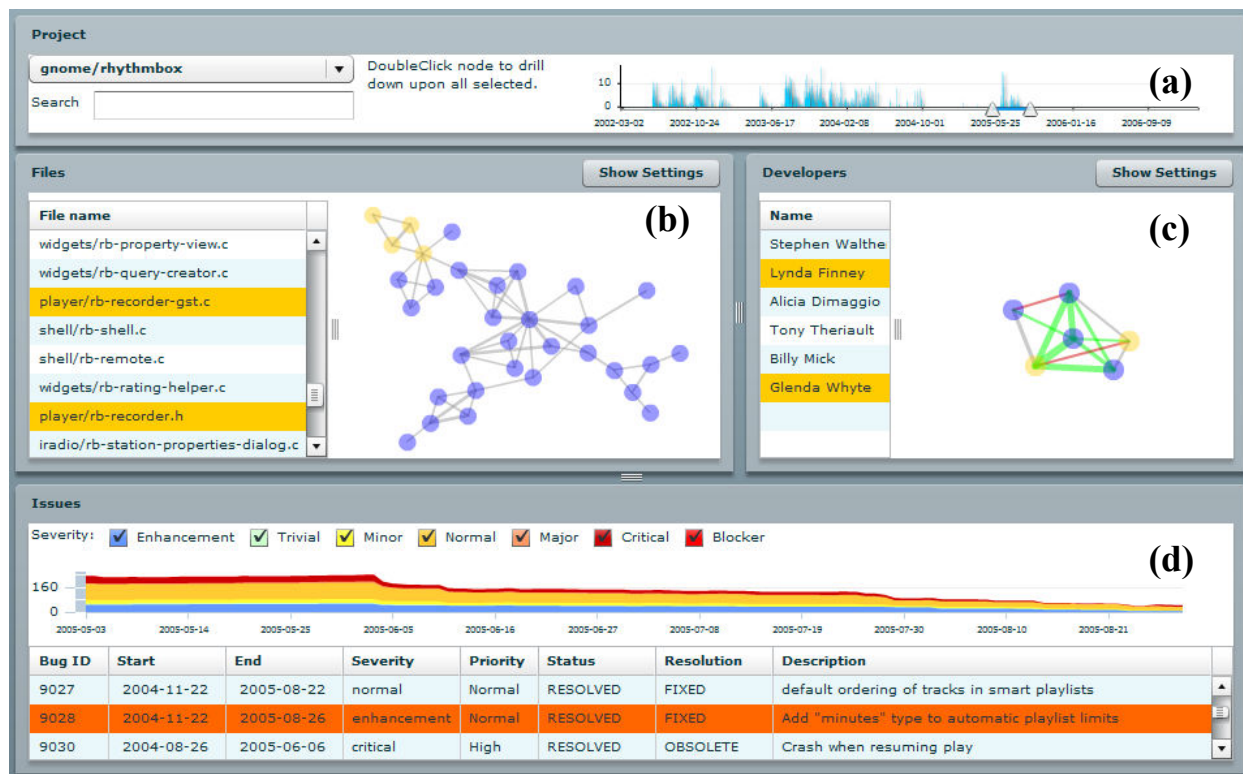 Project
gnome/rhythmbox
Search
DoubleClick node to drill
down upon all selected.
10
0
2002-03-02 2002-10-24 2003-06-17 2004-02-08 2004-10-01 2005-05-25 2006-01-16 2006-09-09
(a)
Files
Show Settings
File name
widgets/rb-property-view.c
widgets/rb-query-creator.c
player/rb-recorder-gst.c
shell/rb-shell.c
shell/rb-remote.c
widgets/rb-rating-helper.c
player/rb-recorder.h
iradio/rb-station-properties-dialog.c
(b)
Developers
Show Settings
Name
Stephen Walthe
Lynda Finney
Alicia Dimaggio
Tony Theriault
Billy Mick
Glenda Whyte
(c)
Issues
Severity: Enhancement Trivial Minor Normal Major Critical Blocker
(d)
160
0
2005-05-03 2005-05-14 2005-05-25 2005-06-05 2005-06-16 2005-06-27 2005-07-08 2005-07-19 2005-07-30 2005-08-10 2005-08-21
Bug ID Start End Severity Priority Status Resolution Description
9027 2004-11-22 2005-08-22 normal Normal RESOLVED FIXED default ordering of tracks in smart playlists
9028 2004-11-22 2005-08-26 enhancement Normal RESOLVED FIXED Add "minutes" type to automatic playlist limits
9030 2004-08-26 2005-06-06 critical High RESOLVED OBSOLETE Crash when resuming play